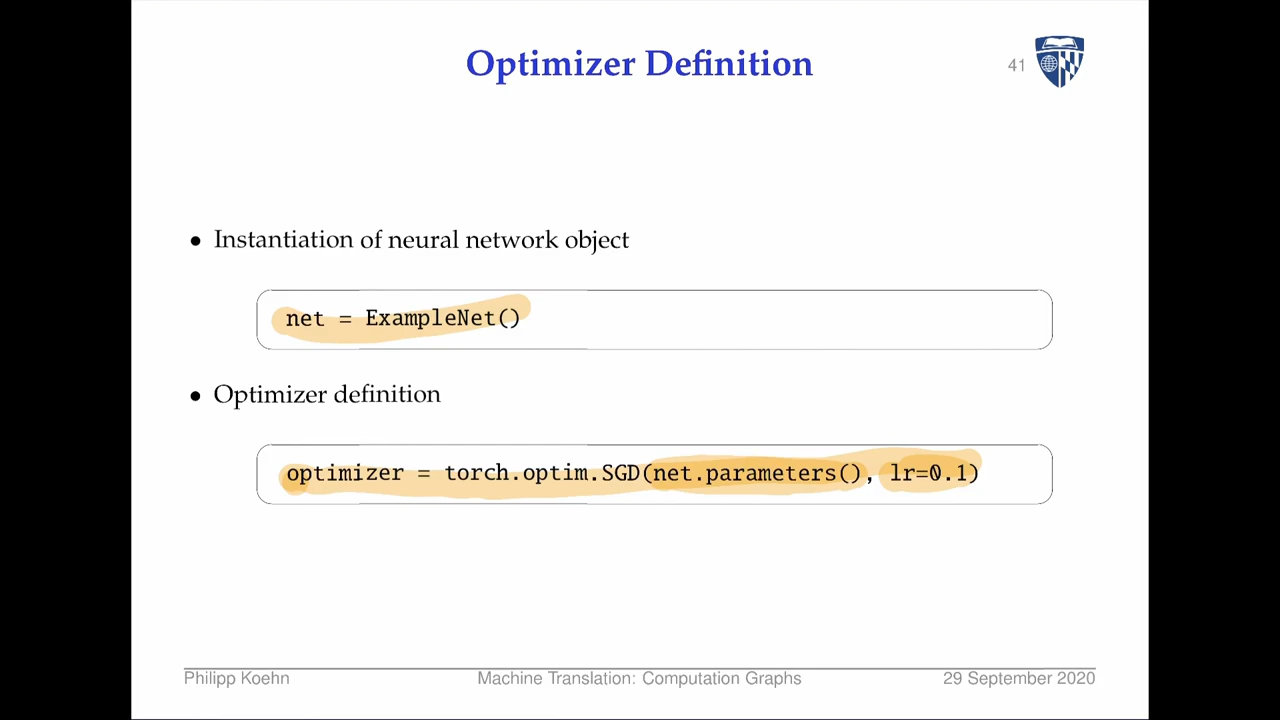 Optimizer Definition
41
• Instantiation of neural network object
net = ExampleNet()
• Optimizer definition
optimizer = torch.optim.SGD(net.parameters(), lr=0.1)
Philipp Koehn
Machine Translation: Computation Graphs
29 September 2020